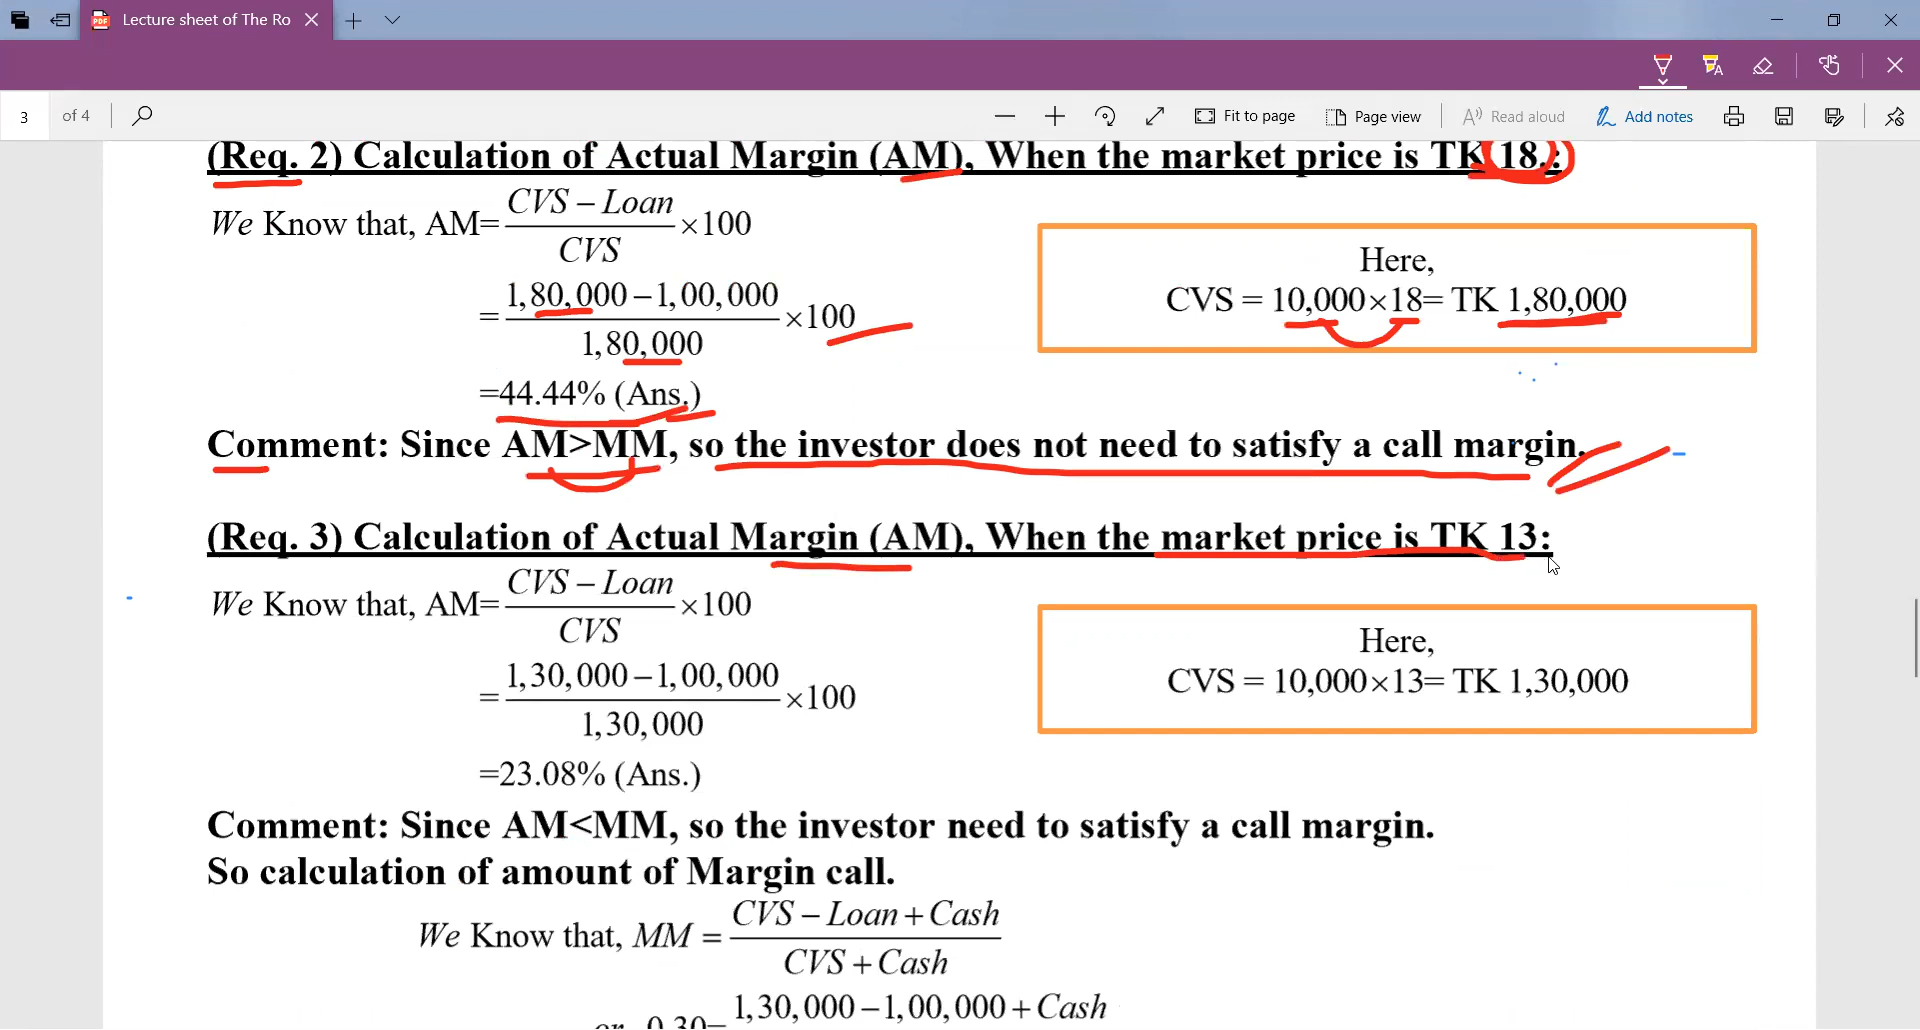 Lecture sheet of The Ro
3 of 4
Fit to page
Page view
Read aloud
Add notes
(Req. 2) Calculation of Actual Margin (AM), When the market price is TK 18.:
We Know that, AM= CVS – Loan / CVS ×100
= 1,80,000 – 1,00,000 / 1,80,000 ×100
=44.44% (Ans.)
Here,
CVS = 10,000×18= TK 1,80,000
Comment: Since AM>MM, so the investor does not need to satisfy a call margin.
(Req. 3) Calculation of Actual Margin (AM), When the market price is TK 13:
We Know that, AM= CVS – Loan / CVS ×100
= 1,30,000 – 1,00,000 / 1,30,000 ×100
=23.08% (Ans.)
Here,
CVS = 10,000×13= TK 1,30,000
Comment: Since AM<MM, so the investor need to satisfy a call margin.
So calculation of amount of Margin call.
We Know that, MM = CVS – Loan + Cash / CVS + Cash
or, 0.30= 1,30,000 – 1,00,000 + Cash